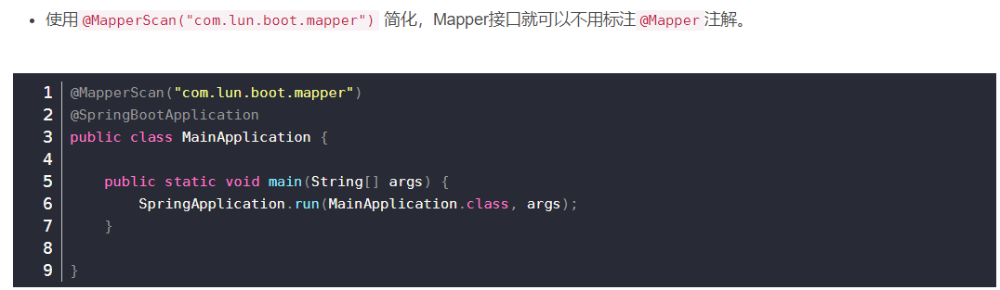 使用 @MapperScan("com.lun.boot.mapper") 简化，Mapper接口就可以不用标注 @Mapper 注解。
1 @MapperScan("com.lun.boot.mapper")
2 @SpringBootApplication
3 public class MainApplication {
4
5     public static void main(String[] args) {
6         SpringApplication.run(MainApplication.class, args);
7     }
8
9 }